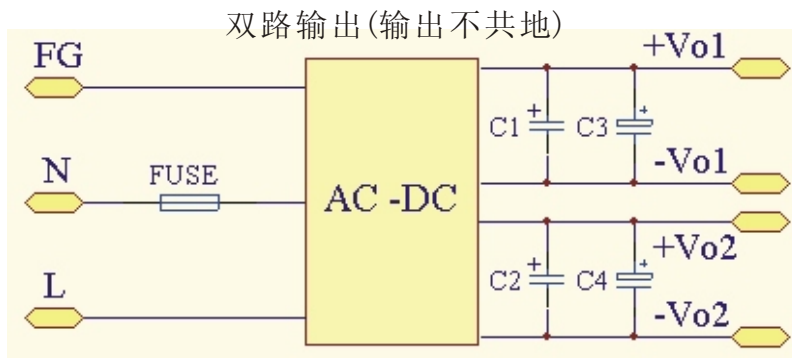 双路输出(输出不共地)
FG
+Vo1
C1
+
C3
+
N
FUSE
-Vo1
AC -DC
+Vo2
L
C2
+
C4
+
-Vo2